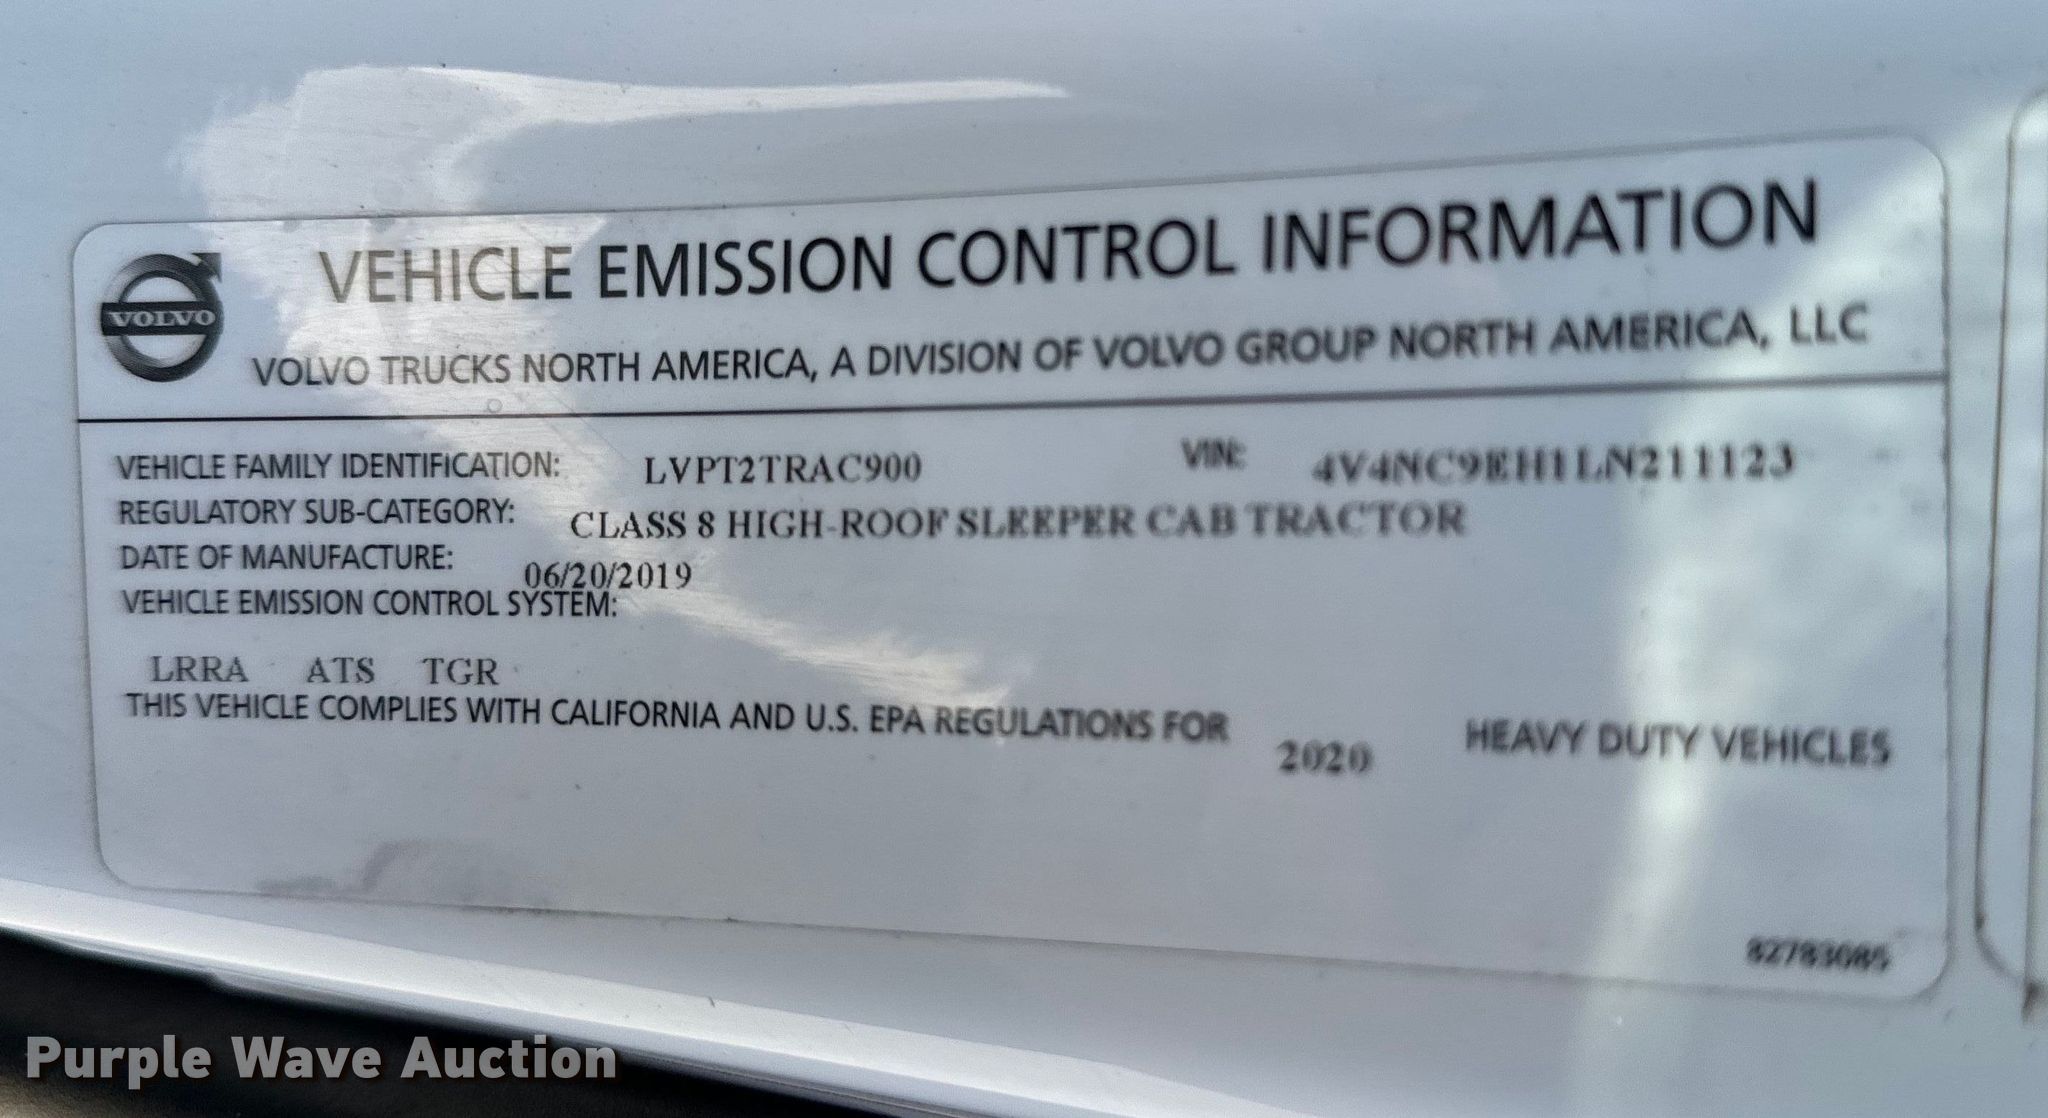 VOLVO
VEHICLE EMISSION CONTROL INFORMATION
VOLVO TRUCKS NORTH AMERICA, A DIVISION OF VOLVO GROUP NORTH AMERICA, LLC
VEHICLE FAMILY IDENTIFICATION: LVPT2TRAC900 VIN: 4V4NC9EH1LN211123
REGULATORY SUB-CATEGORY: CLASS 8 HIGH-ROOF SLEEPER CAB TRACTOR
DATE OF MANUFACTURE: 06/20/2019
VEHICLE EMISSION CONTROL SYSTEM:
LRRA ATS TGR
THIS VEHICLE COMPLIES WITH CALIFORNIA AND U.S. EPA REGULATIONS FOR 2020 HEAVY DUTY VEHICLES
82783085
Purple Wave Auction